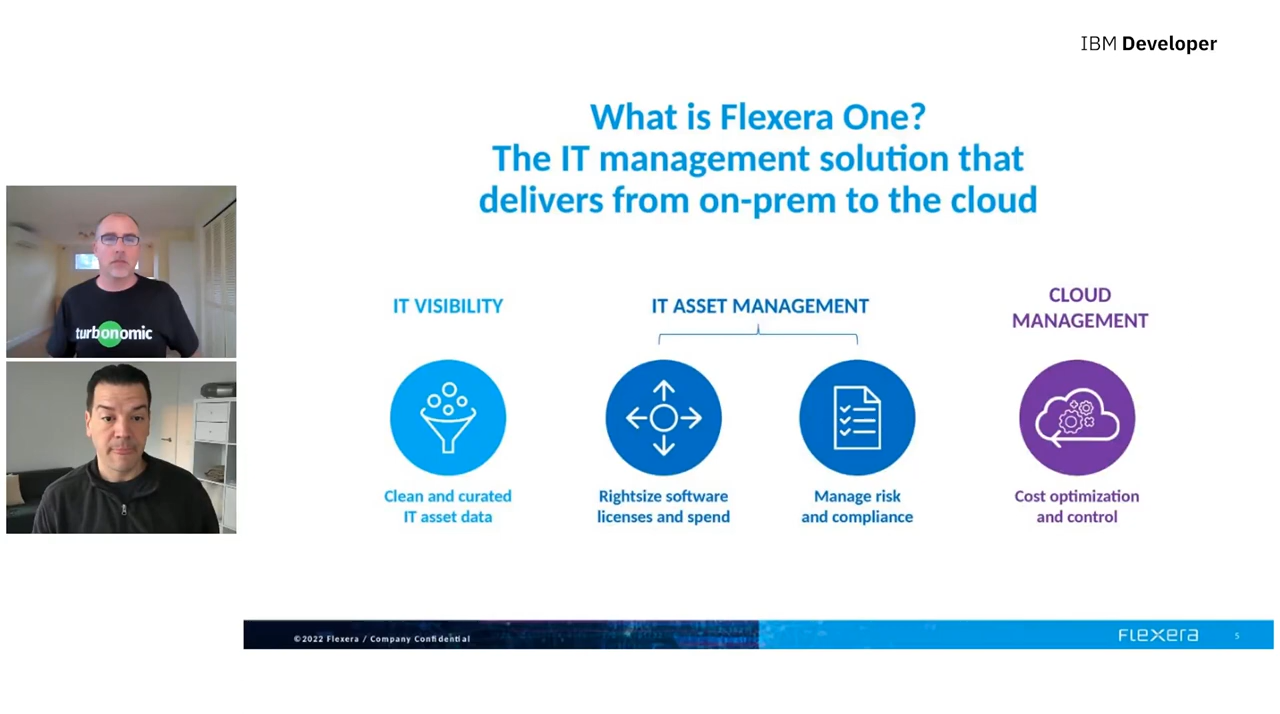 IBM Developer
What is Flexera One?
The IT management solution that
delivers from on-prem to the cloud
turbonomic
IT VISIBILITY
IT ASSET MANAGEMENT
CLOUD
MANAGEMENT
Clean and curated
IT asset data
Rightsize software
licenses and spend
Manage risk
and compliance
Cost optimization
and control
©2022 Flexera / Company Confidential
FLEXERA
5